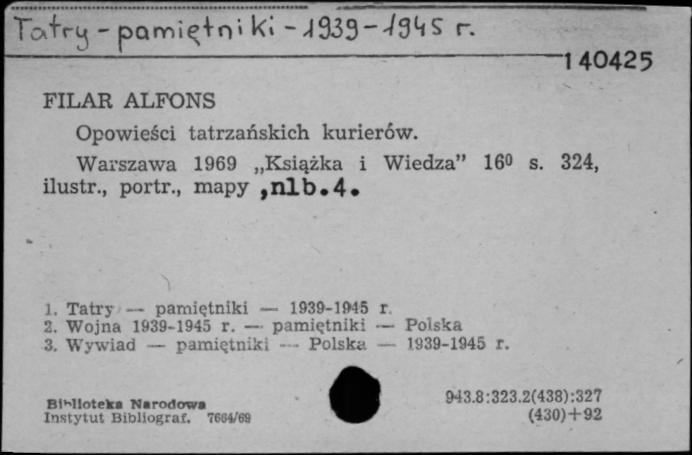 Tatry - pamiętniki - 1939 - 1945 r.
140425
FILAR ALFONS
Opowieści tatrzańskich kurierów.
Warszawa 1969 „Książka i Wiedza” 16⁰ s. 324,
ilustr., portr., mapy ,nlb.4.
1. Tatry — pamiętniki — 1939-1945 r.
2. Wojna 1939-1945 r. — pamiętniki — Polska
3. Wywiad — pamiętniki — Polska — 1939-1945 r.
Biblioteka Narodowa
Instytut Bibliograf. 7664/69
943.8:323.2(438):327
(430)+92